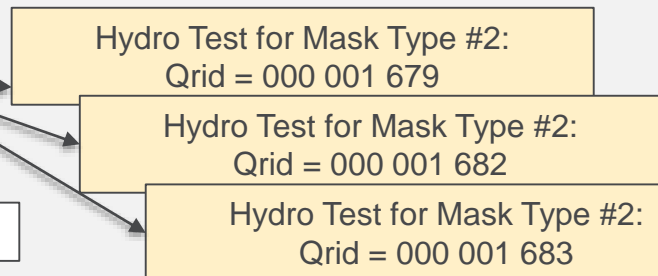 Hydro Test for Mask Type #2:
Qrid = 000 001 679
Hydro Test for Mask Type #2:
Qrid = 000 001 682
Hydro Test for Mask Type #2:
Qrid = 000 001 683